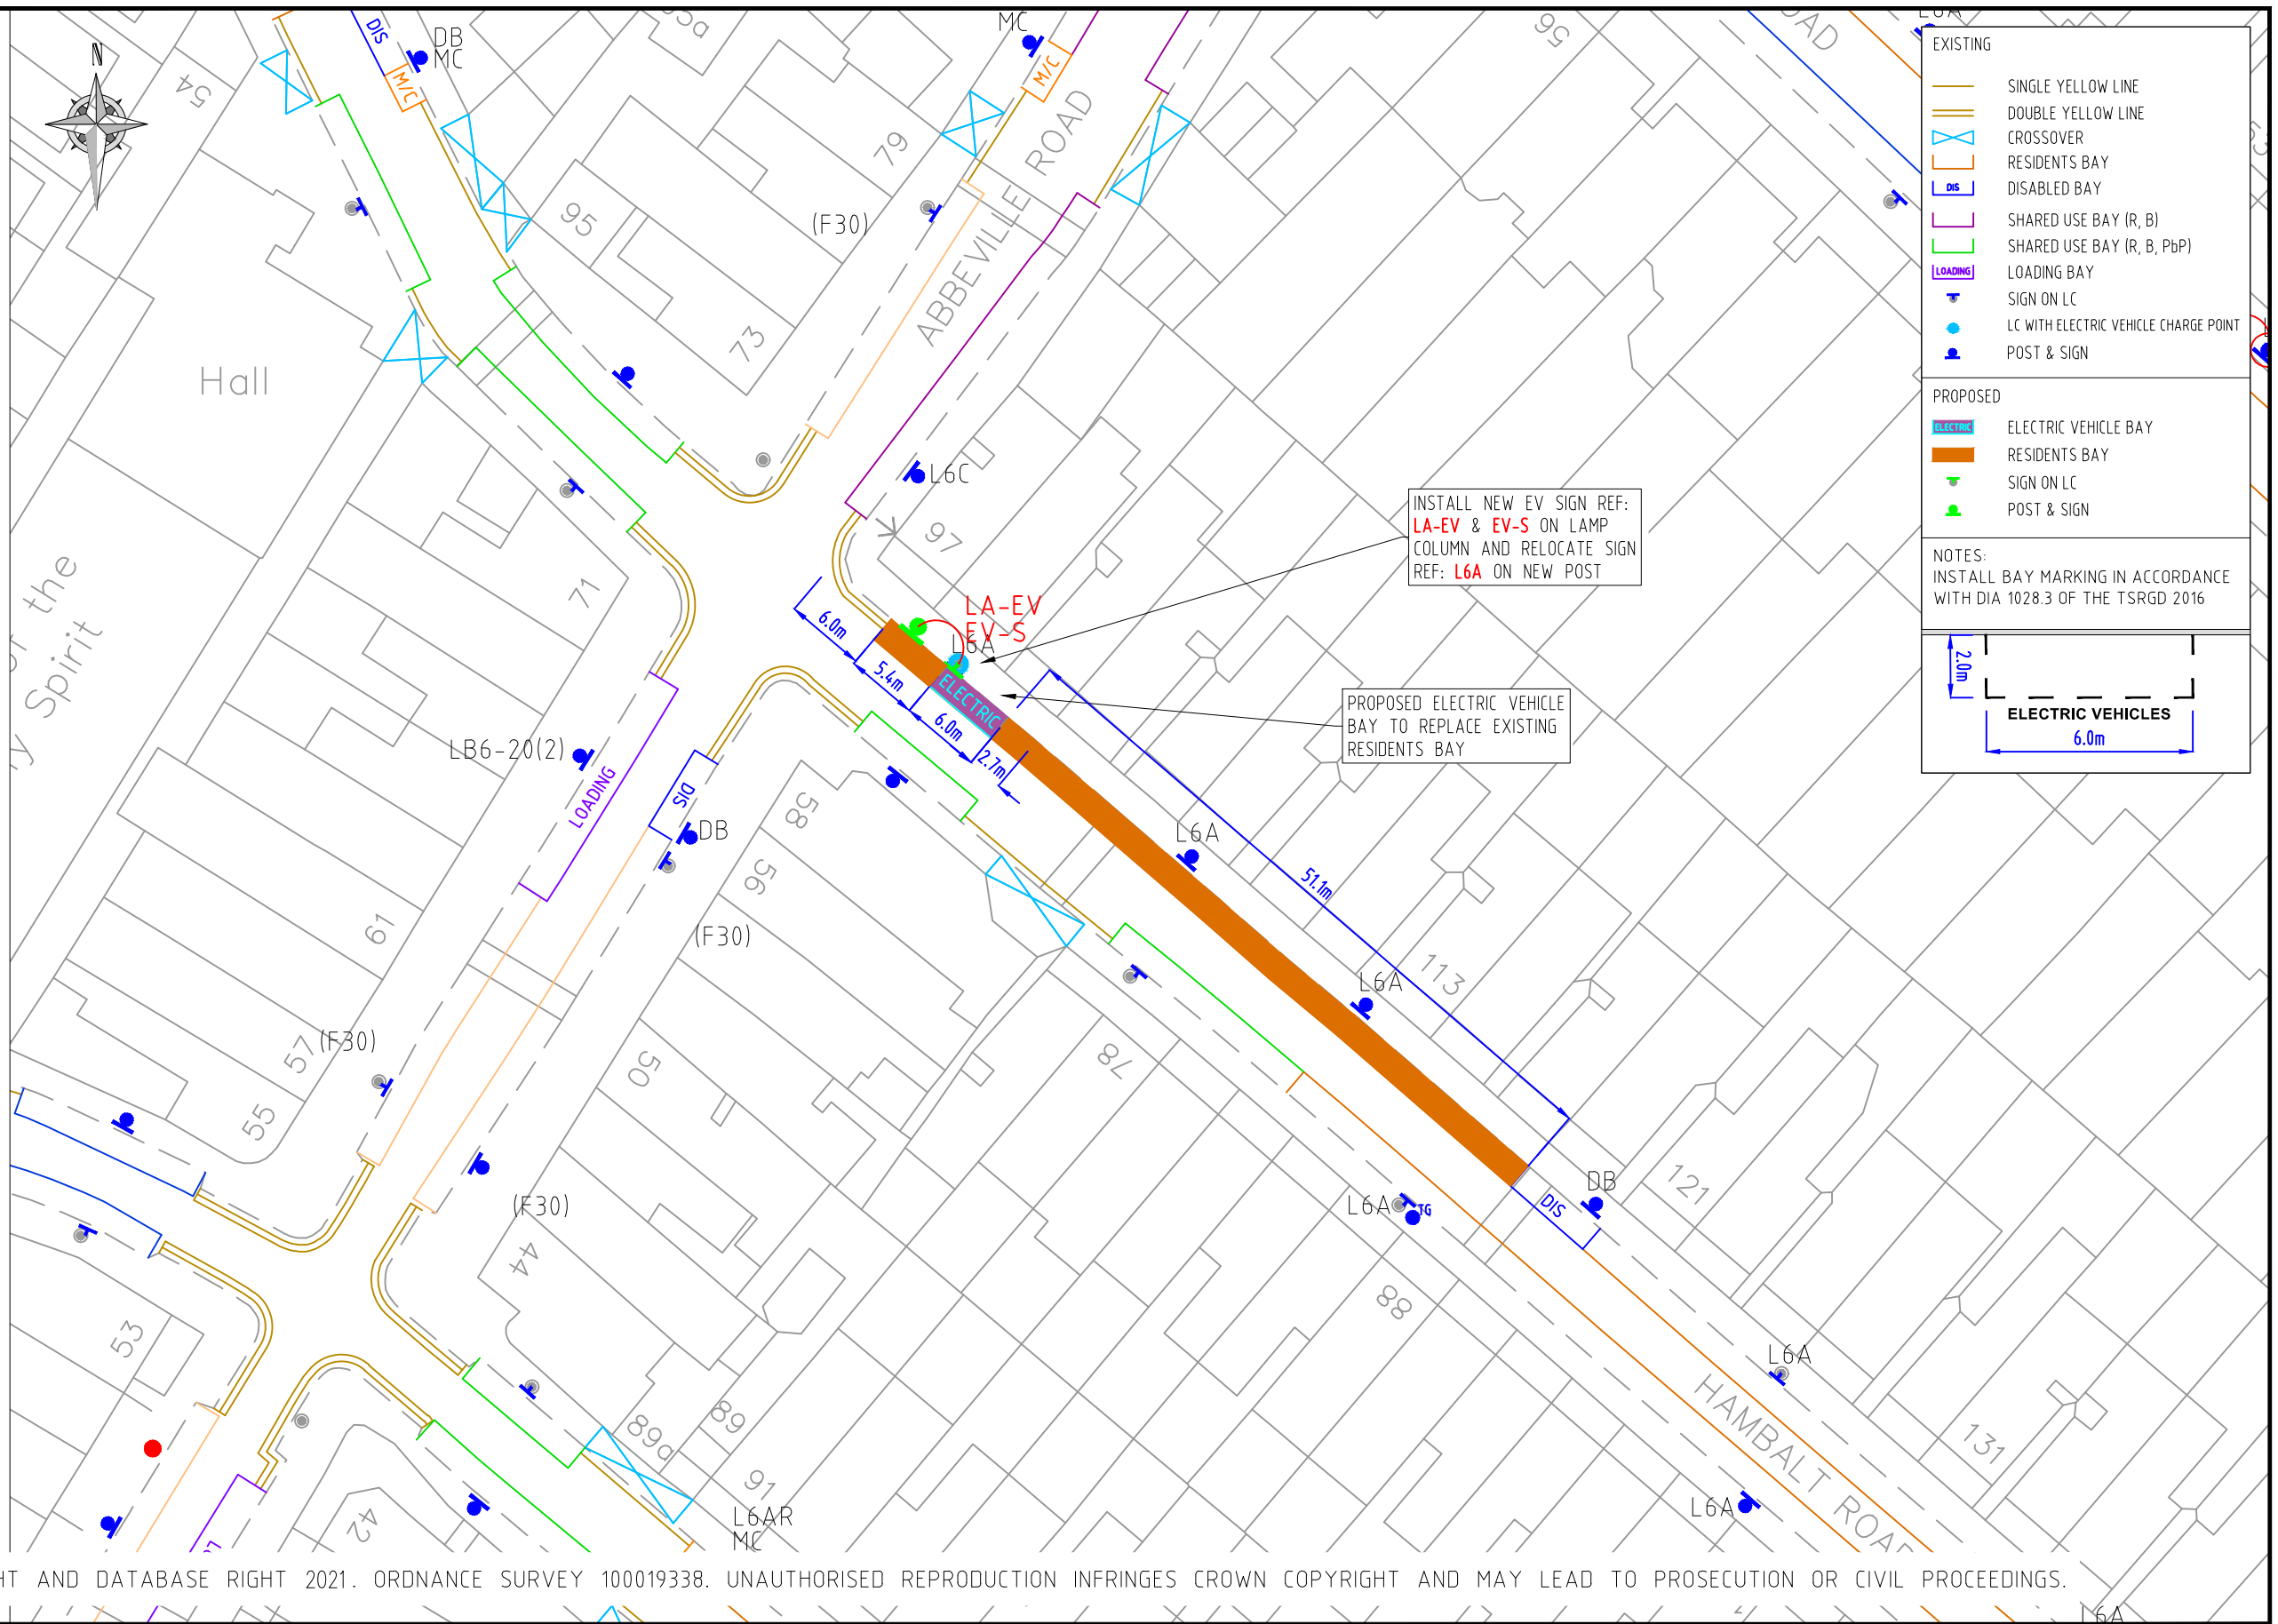 N
DIS
DB
MC
M/C
54
95
MC
M/C
79
(F30)
ABBEVILLE ROAD
73
Hall
56
EXISTING
SINGLE YELLOW LINE
DOUBLE YELLOW LINE
CROSSOVER
RESIDENTS BAY
DIS DISABLED BAY
SHARED USE BAY (R, B)
SHARED USE BAY (R, B, PbP)
LOADING LOADING BAY
SIGN ON LC
LC WITH ELECTRIC VEHICLE CHARGE POINT
POST & SIGN
PROPOSED
ELECTRIC ELECTRIC VEHICLE BAY
RESIDENTS BAY
SIGN ON LC
POST & SIGN
NOTES:
INSTALL BAY MARKING IN ACCORDANCE
WITH DIA 1028.3 OF THE TSRGD 2016
2.0m
ELECTRIC VEHICLES
6.0m
L6C
97
INSTALL NEW EV SIGN REF:
LA-EV & EV-S ON LAMP
COLUMN AND RELOCATE SIGN
REF: L6A ON NEW POST
LA-EV
EV-S
L6A
6.0m
5.4m
ELECTRIC
6.0m
2.7m
PROPOSED ELECTRIC VEHICLE
BAY TO REPLACE EXISTING
RESIDENTS BAY
the
Spirit
71
LB6-20(2)
LOADING
DIS
DB
58
56
(F30)
61
L6A
51.1m
L6A
113
57
(F30)
55
50
78
(F30)
44
L6A
TG
DIS
DB
121
88
53
89
89a
91
42
L6AR
MC
L6A
131
HAMBALT ROAD
L6A
AND DATABASE RIGHT 2021. ORDNANCE SURVEY 100019338. UNAUTHORISED REPRODUCTION INFRINGES CROWN COPYRIGHT AND MAY LEAD TO PROSECUTION OR CIVIL PROCEEDINGS.
L6A